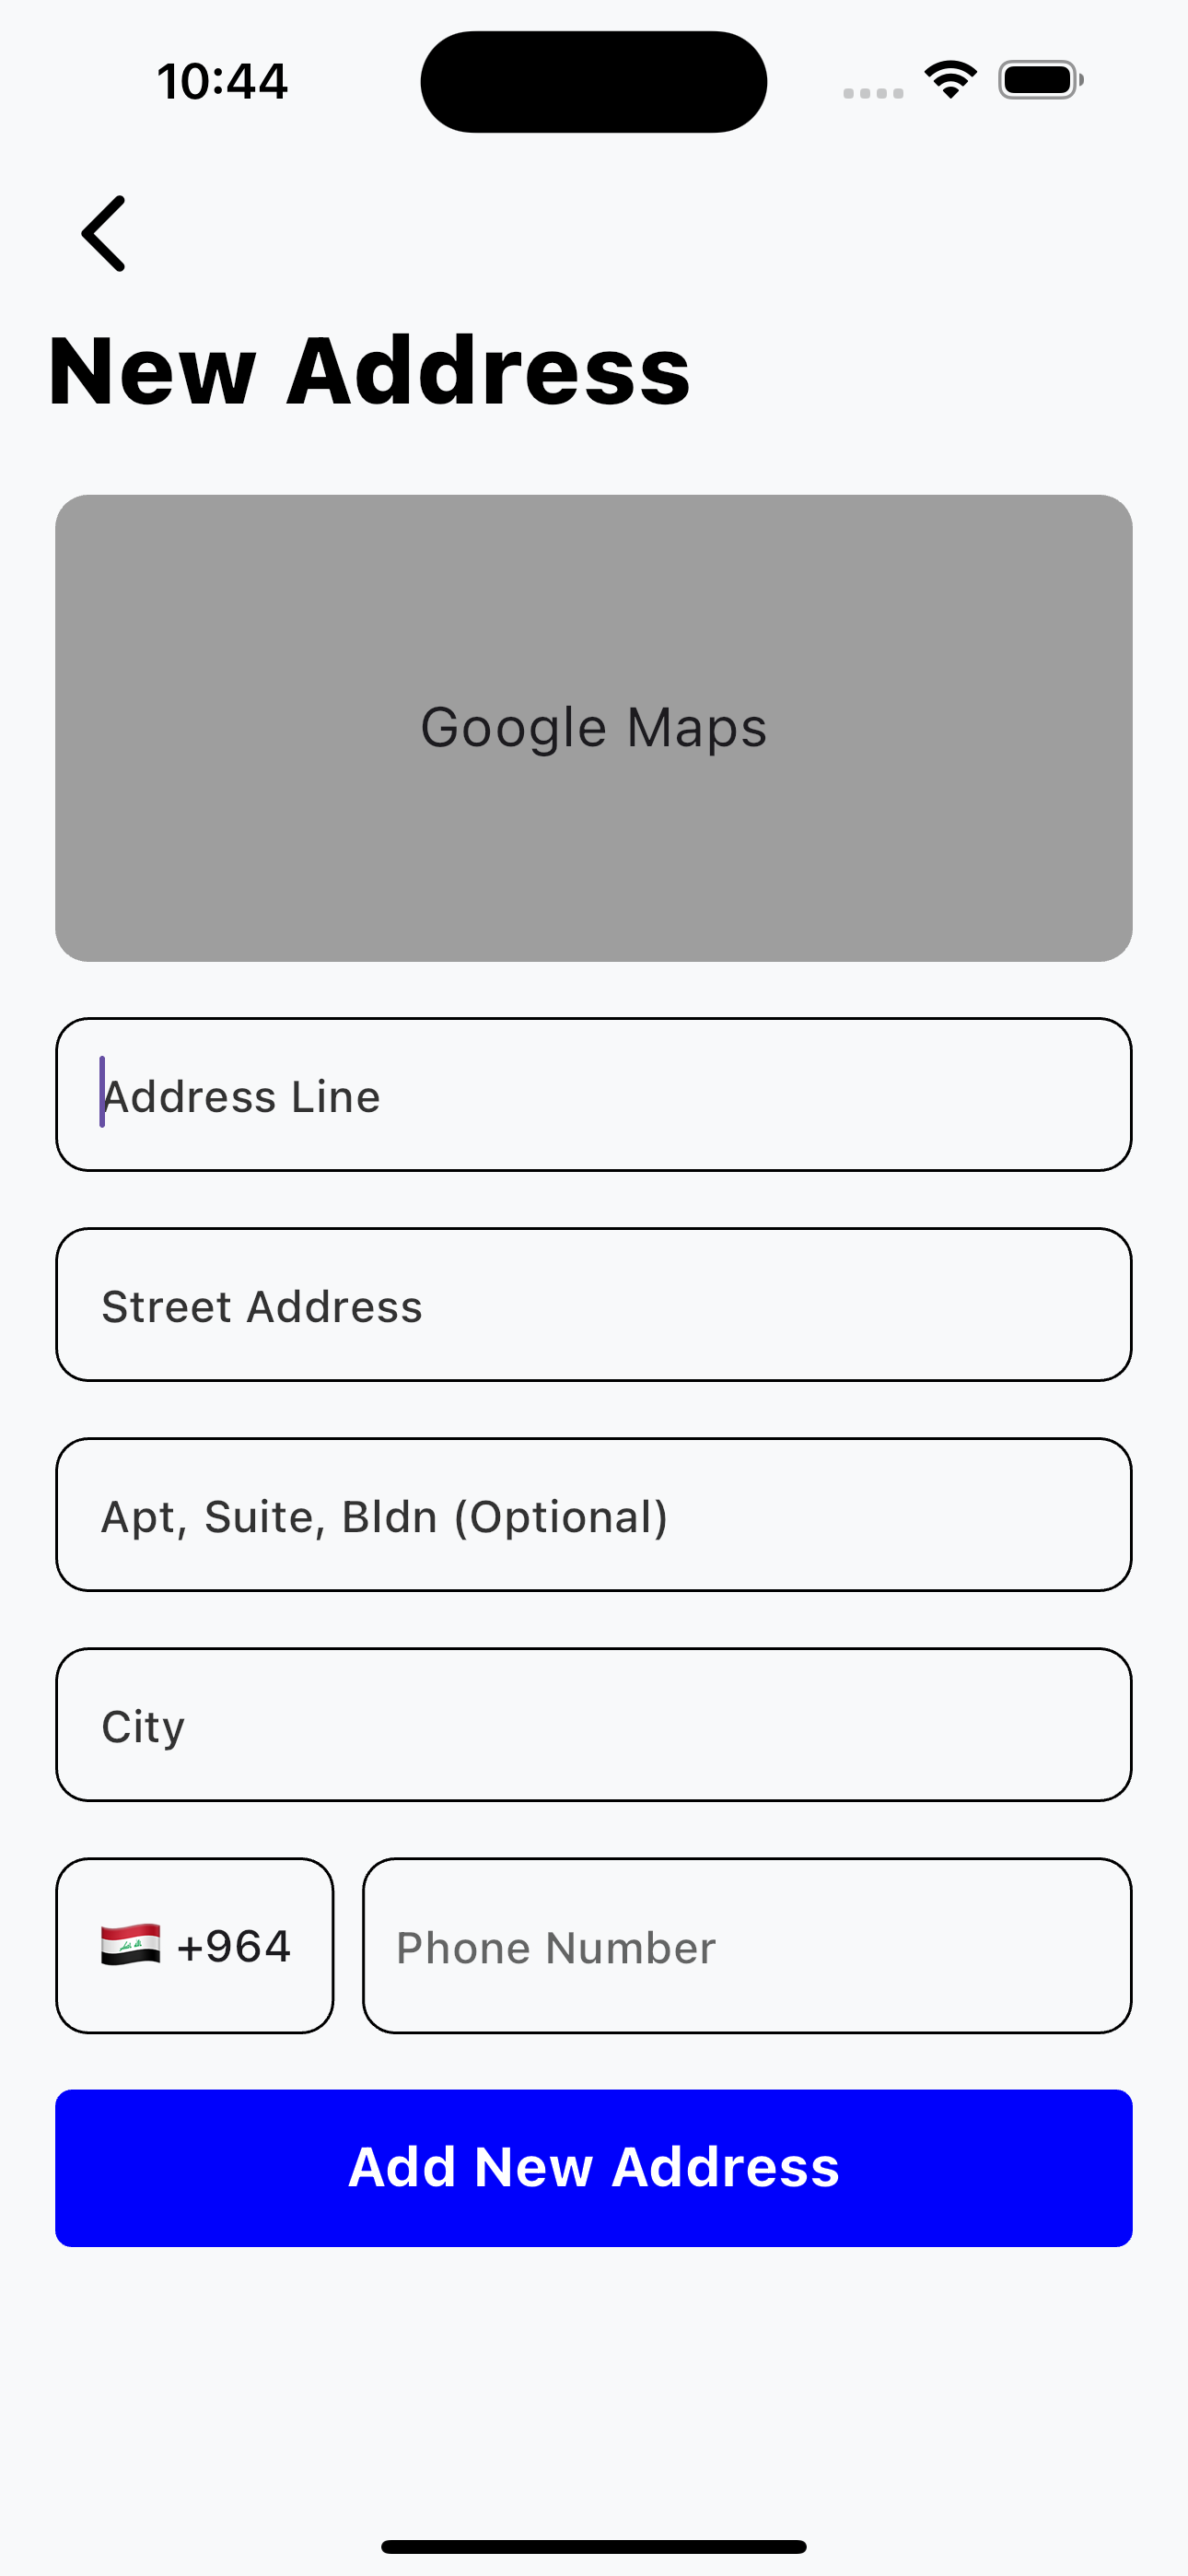 10:44
New Address
Google Maps
Address Line
Street Address
Apt, Suite, Bldn (Optional)
City
+964 Phone Number
Add New Address